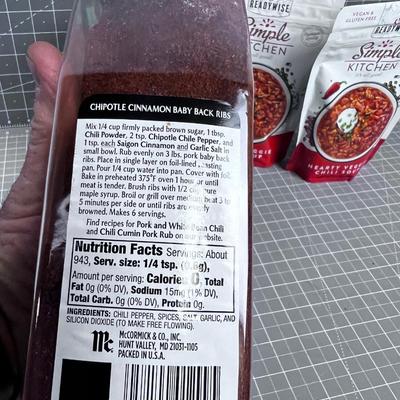 CHIPOTLE CINNAMON BABY BACK RIBS
Mix 1/4 cup firmly packed brown sugar, 1 tbsp.
Chili Powder, 2 tsp. Chipotle Chile Pepper, and
1 tsp. each Saigon Cinnamon and Garlic Salt in
small bowl. Rub evenly on 3 lbs. pork baby back
ribs. Place in single layer on foil-lined roasting
pan. Pour 1/4 cup water into pan. Cover with foil.
Bake in preheated 375°F oven 1 hour or until
meat is tender. Brush ribs with 1/2 cup
maple syrup. Broil or grill over medium heat 3 to
5 minutes per side or until ribs are evenly
browned. Makes 6 servings.
Find recipes for Pork and White Bean Chili
and Chili Cumin Pork Rub on our website.
Nutrition Facts Servings: About
943, Serv. size: 1/4 tsp. (0.6g),
Amount per serving: Calories 0, Total
Fat 0g (0% DV), Sodium 15mg (1% DV),
Total Carb. 0g (0% DV), Protein 0g.
INGREDIENTS: CHILI PEPPER, SPICES, SALT, GARLIC, AND
SILICON DIOXIDE (TO MAKE FREE FLOWING).
Mc
McCORMICK & CO., INC.
HUNT VALLEY, MD 21031-1105
PACKED IN U.S.A.
READYWISE
Simple
KITCHEN
VEGAN &
GLUTEN FREE
READYWISE
Simple
KITCHEN
HEARTY VEGGIE
CHILI SOUP